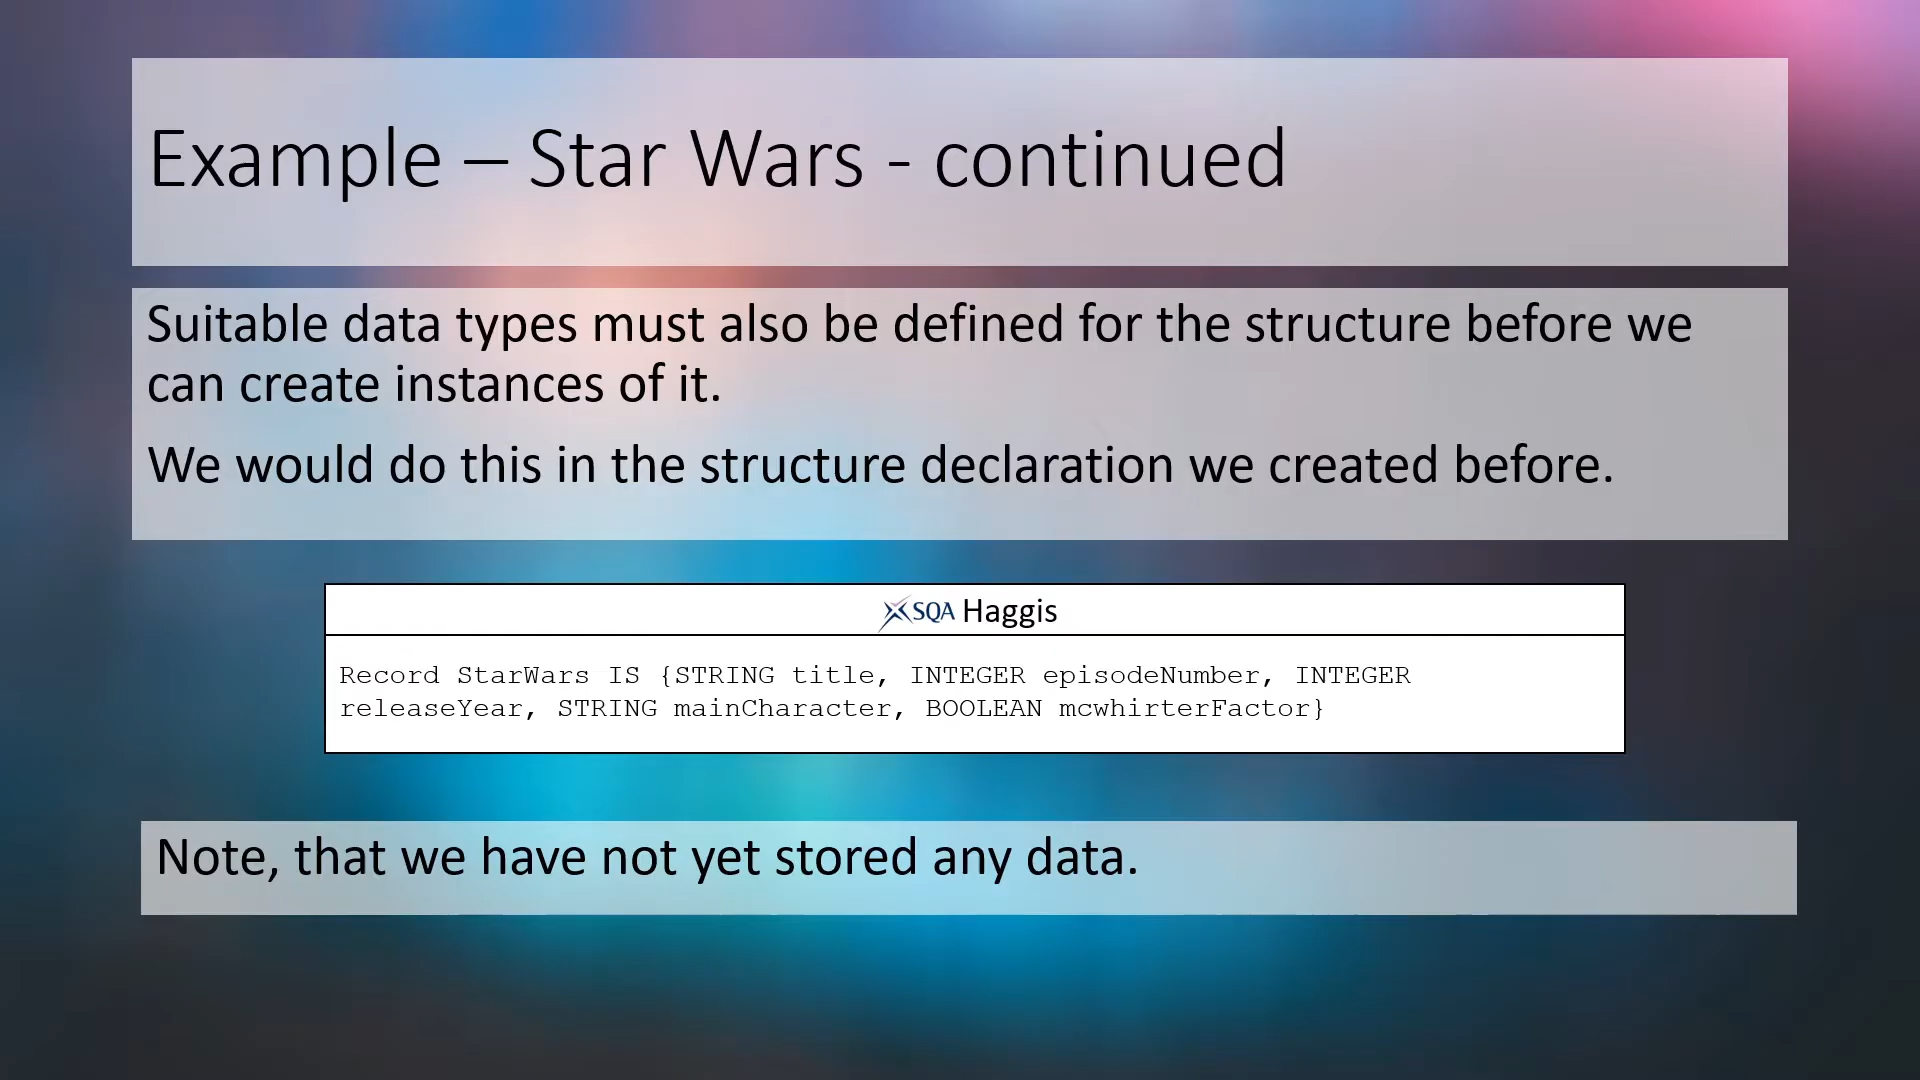 Example – Star Wars - continued
Suitable data types must also be defined for the structure before we
can create instances of it.
We would do this in the structure declaration we created before.
SQA Haggis
Record StarWars IS {STRING title, INTEGER episodeNumber, INTEGER
releaseYear, STRING mainCharacter, BOOLEAN mcwhirterFactor}
Note, that we have not yet stored any data.